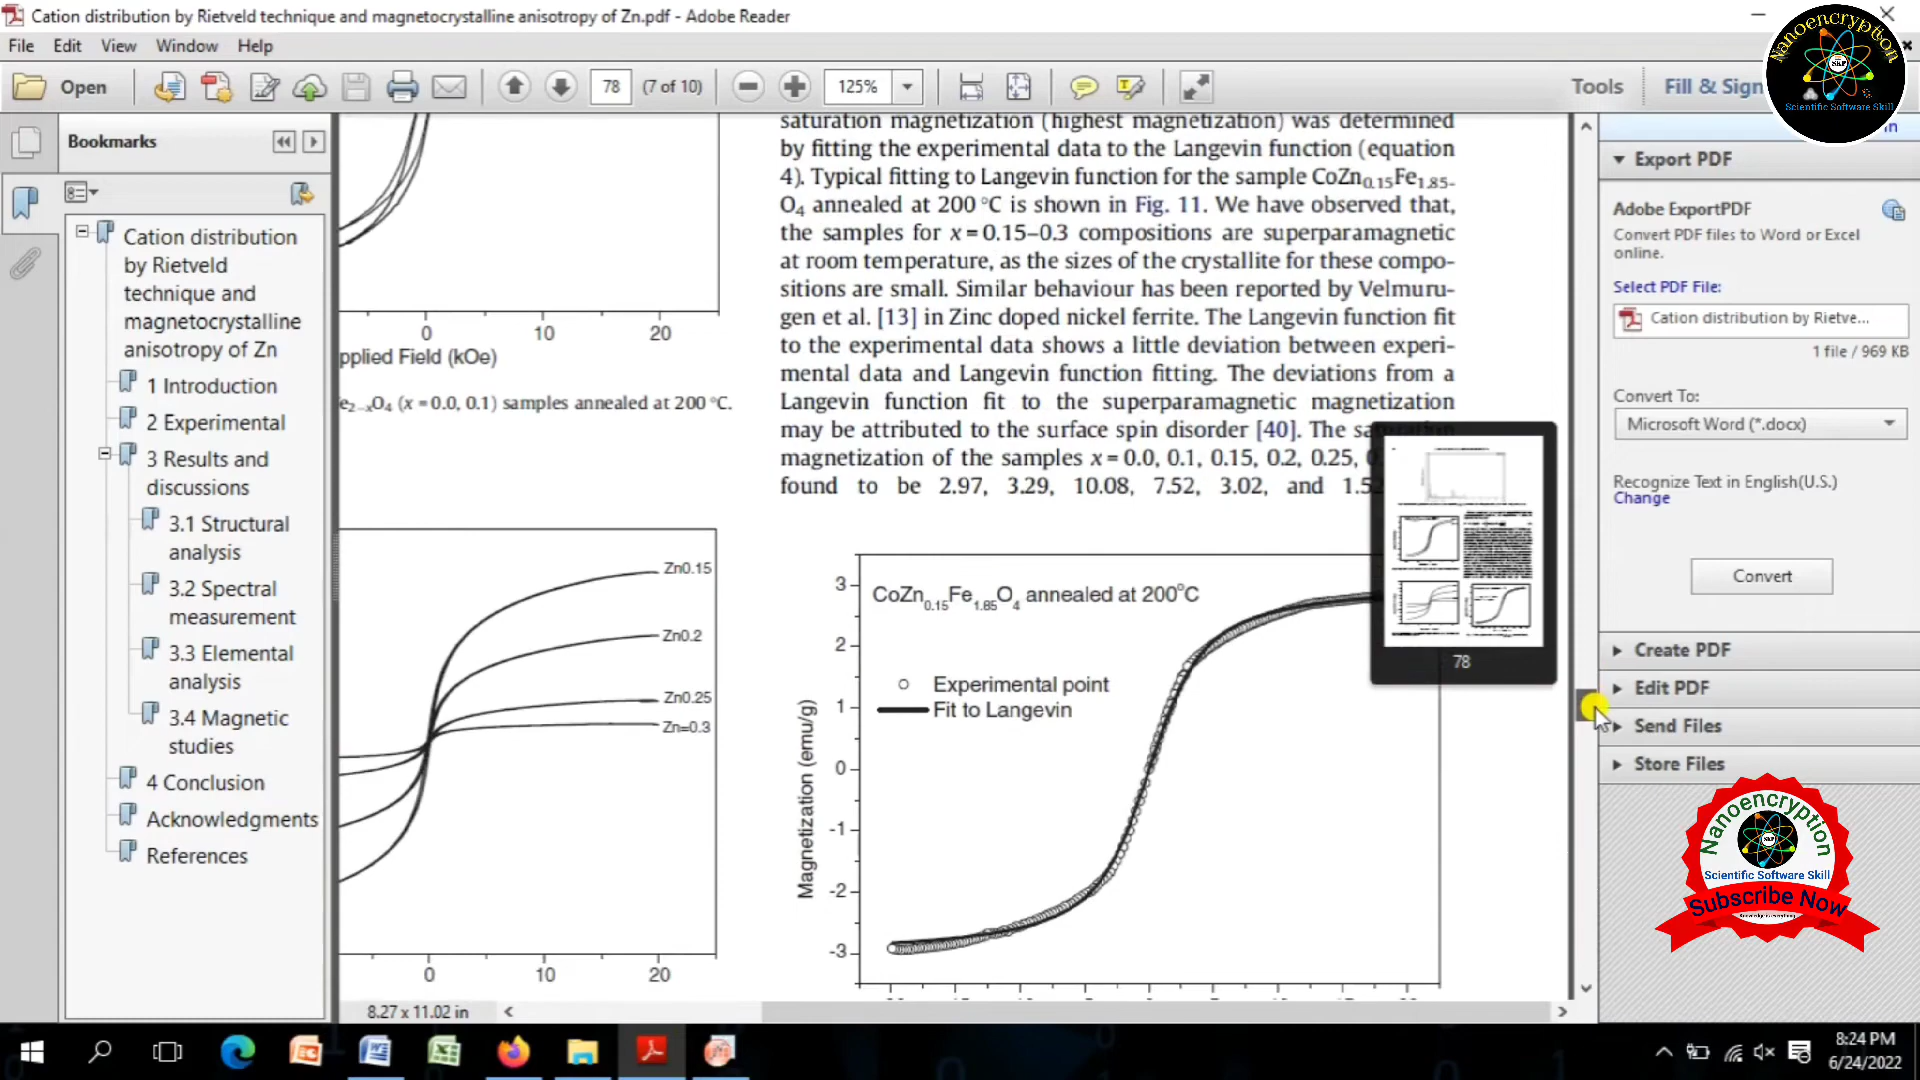 Cation distribution by Rietveld technique and magnetocrystalline anisotropy of Zn.pdf - Adobe Reader
File Edit View Window Help
Open
78 (7 of 10)
125%
Tools
Fill & Sign
Nanoencryption
SKP
Scientific Software Skill
Bookmarks
Cation distribution
by Rietveld
technique and
magnetocrystalline
anisotropy of Zn
1 Introduction
2 Experimental
3 Results and
discussions
3.1 Structural
analysis
3.2 Spectral
measurement
3.3 Elemental
analysis
3.4 Magnetic
studies
4 Conclusion
Acknowledgments
References
0 10 20
pplied Field (kOe)
e2−xO4 (x = 0.0, 0.1) samples annealed at 200 °C.
Zn0.15
Zn0.2
Zn0.25
Zn=0.3
0 10 20
8.27 x 11.02 in
saturation magnetization (highest magnetization) was determined
by fitting the experimental data to the Langevin function (equation
4). Typical fitting to Langevin function for the sample CoZn0.15Fe1.85-
O4 annealed at 200 °C is shown in Fig. 11. We have observed that,
the samples for x = 0.15–0.3 compositions are superparamagnetic
at room temperature, as the sizes of the crystallite for these compo-
sitions are small. Similar behaviour has been reported by Velmuru-
gen et al. [13] in Zinc doped nickel ferrite. The Langevin function fit
to the experimental data shows a little deviation between experi-
mental data and Langevin function fitting. The deviations from a
Langevin function fit to the superparamagnetic magnetization
may be attributed to the surface spin disorder [40]. The
magnetization of the samples x = 0.0, 0.1, 0.15, 0.2, 0.25,
found to be 2.97, 3.29, 10.08, 7.52, 3.02, and
CoZn0.15Fe1.85O4 annealed at 200°C
Experimental point
Fit to Langevin
Magnetization (emu/g)
3
2
1
0
-1
-2
-3
78
Export PDF
Adobe ExportPDF
Convert PDF files to Word or Excel
online.
Select PDF File:
Cation distribution by Rietve...
1 file / 969 KB
Convert To:
Microsoft Word (*.docx)
Recognize Text in English(U.S.)
Change
Convert
Create PDF
Edit PDF
Send Files
Store Files
Nanoencryption
SKP
Scientific Software Skill
Subscribe Now
8:24 PM
6/24/2022